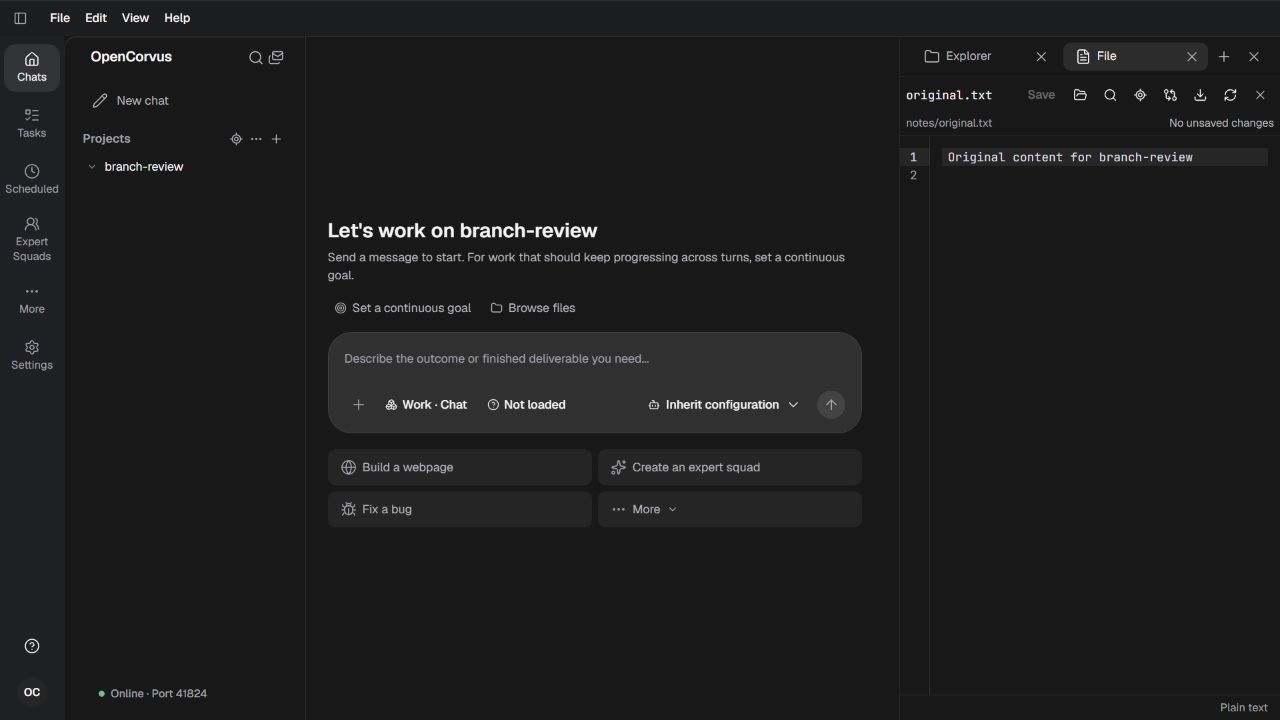 File Edit View Help
Chats
Tasks
Scheduled
Expert
Squads
More
Settings
OC
OpenCorvus
New chat
Projects
branch-review
Online · Port 41824
Let's work on branch-review
Send a message to start. For work that should keep progressing across turns, set a continuous
goal.
Set a continuous goal Browse files
Describe the outcome or finished deliverable you need...
Work · Chat Not loaded Inherit configuration
Build a webpage Create an expert squad
Fix a bug More
Explorer File
original.txt Save
notes/original.txt No unsaved changes
1 Original content for branch-review
2
Plain text